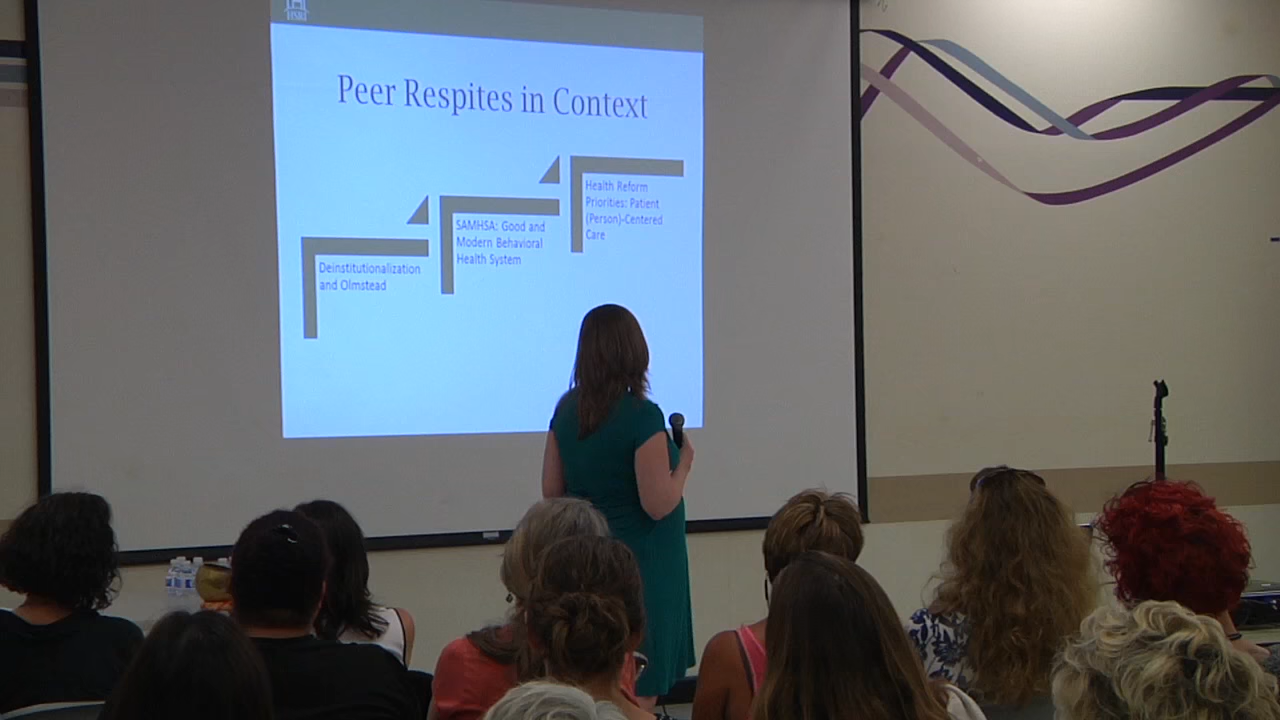 HSRI
Peer Respites in Context
Deinstitutionalization
and Olmstead
SAMHSA: Good and
Modern Behavioral
Health System
Health Reform
Priorities: Patient
(Person)-Centered
Care